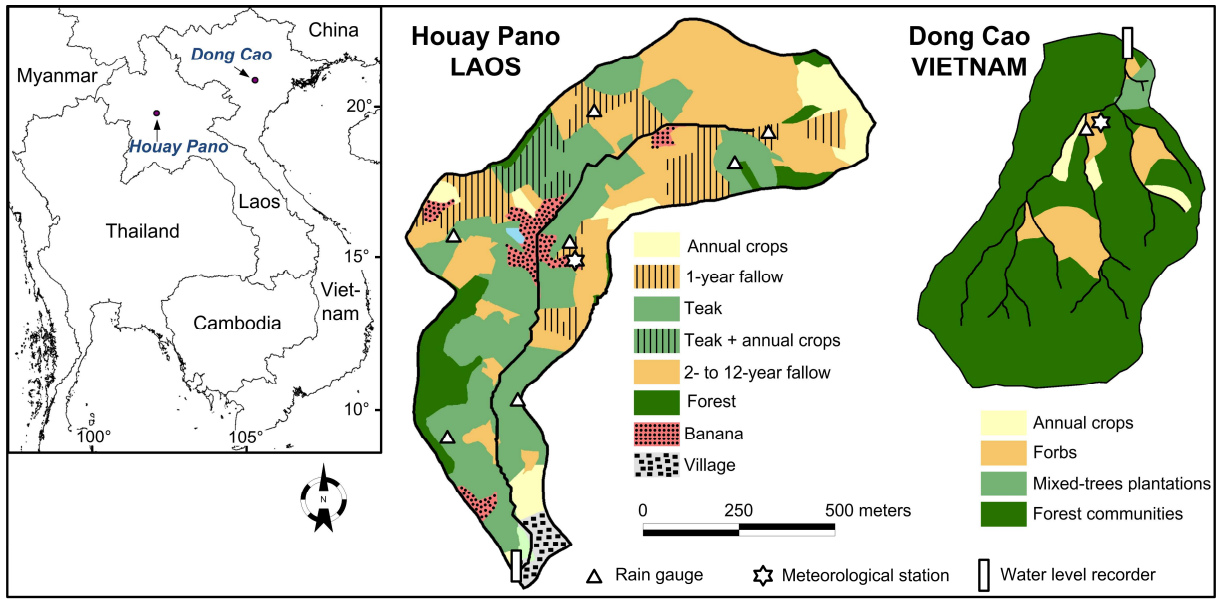 China
Dong Cao
Myanmar
20°
Houay Pano
Laos
Thailand
15°
Viet-
nam
Cambodia
10°
100°
105°
N
Houay Pano
LAOS
Annual crops
1-year fallow
Teak
Teak + annual crops
2- to 12-year fallow
Forest
Banana
Village
0
250
500 meters
Dong Cao
VIETNAM
Annual crops
Forbs
Mixed-trees plantations
Forest communities
Rain gauge
Meteorological station
Water level recorder